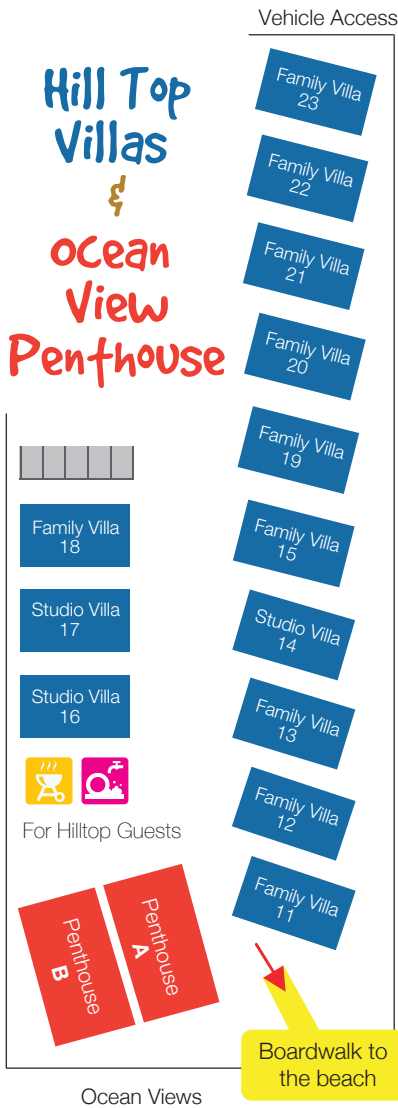 Vehicle Access
Hill Top
Villas
&
Ocean
View
Penthouse
Family Villa
23
Family Villa
22
Family Villa
21
Family Villa
20
Family Villa
19
Family Villa
15
Studio Villa
14
Family Villa
13
Family Villa
12
Family Villa
11
Family Villa
18
Studio Villa
17
Studio Villa
16
For Hilltop Guests
Penthouse
A
Penthouse
B
Boardwalk to
the beach
Ocean Views